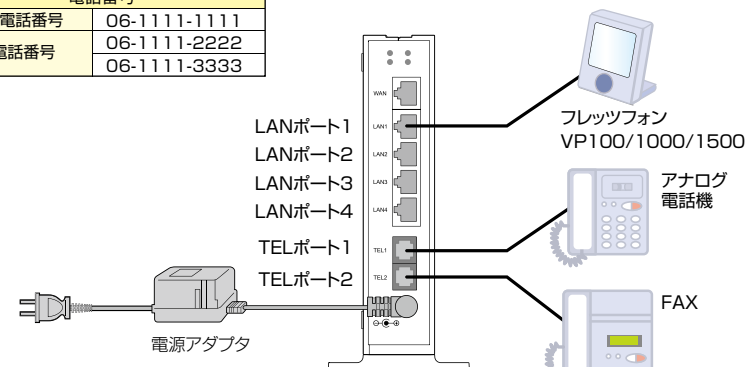 電話番号
電話番号 06-1111-1111
電話番号 06-1111-2222
06-1111-3333
WAN
LANポート1 LAN1
LANポート2 LAN2
LANポート3 LAN3
LANポート4 LAN4
TELポート1 TEL1
TELポート2 TEL2
フレッツフォン
VP100/1000/1500
アナログ
電話機
FAX
電源アダプタ